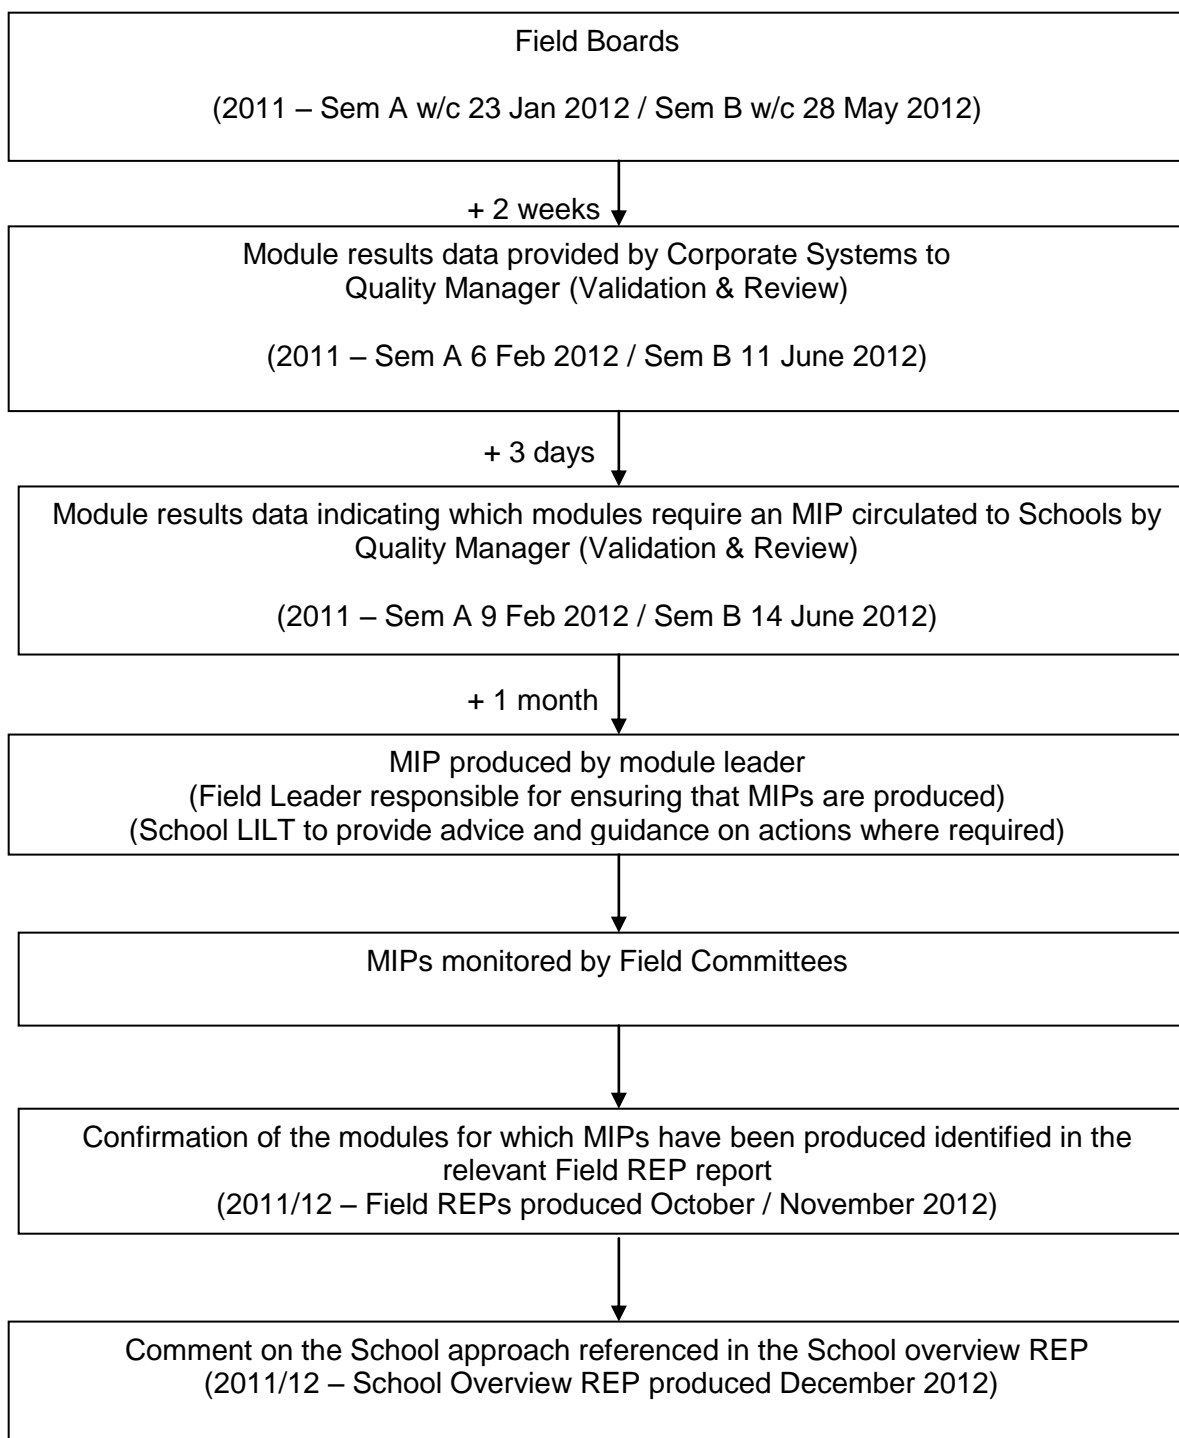 Field Boards
(2011 – Sem A w/c 23 Jan 2012 / Sem B w/c 28 May 2012)
+ 2 weeks
Module results data provided by Corporate Systems to
Quality Manager (Validation & Review)
(2011 – Sem A 6 Feb 2012 / Sem B 11 June 2012)
+ 3 days
Module results data indicating which modules require an MIP circulated to Schools by
Quality Manager (Validation & Review)
(2011 – Sem A 9 Feb 2012 / Sem B 14 June 2012)
+ 1 month
MIP produced by module leader
(Field Leader responsible for ensuring that MIPs are produced)
(School LILT to provide advice and guidance on actions where required)
MIPs monitored by Field Committees
Confirmation of the modules for which MIPs have been produced identified in the
relevant Field REP report
(2011/12 – Field REPs produced October / November 2012)
Comment on the School approach referenced in the School overview REP
(2011/12 – School Overview REP produced December 2012)